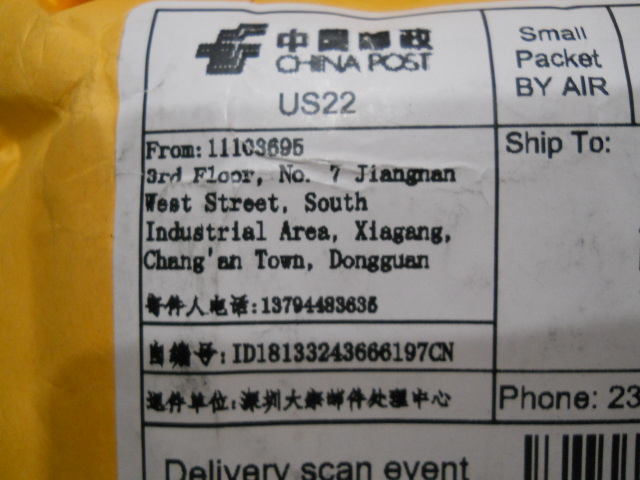 中国邮政
CHINA POST
US22
Small
Packet
BY AIR
From:11103695
3rd Floor, No. 7 Jiangnan
West Street, South
Industrial Area, Xiagang,
Chang'an Town, Dongguan
寄件人电话:13794483635
自编号:ID18133243666197CN
退件单位:深圳大宗邮件处理中心
Ship To:
Phone: 23
Delivery scan event